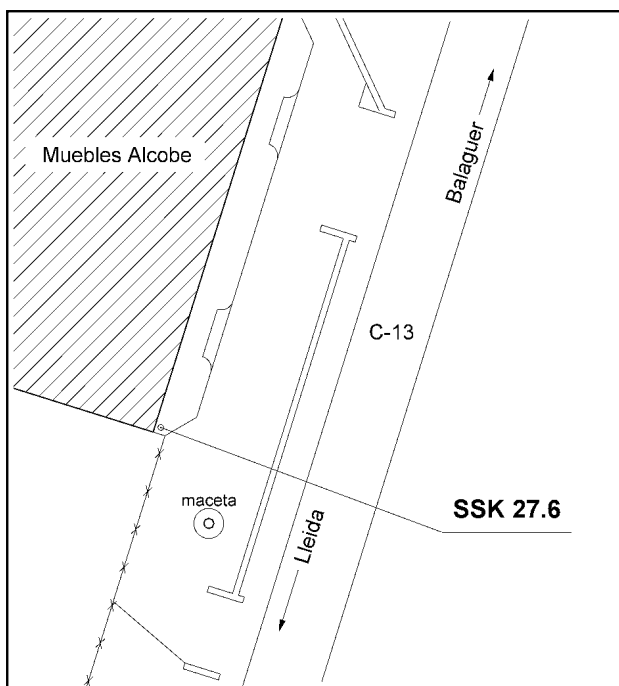 Muebles Alcobe
Balaguer
C-13
maceta
SSK 27.6
Lleida